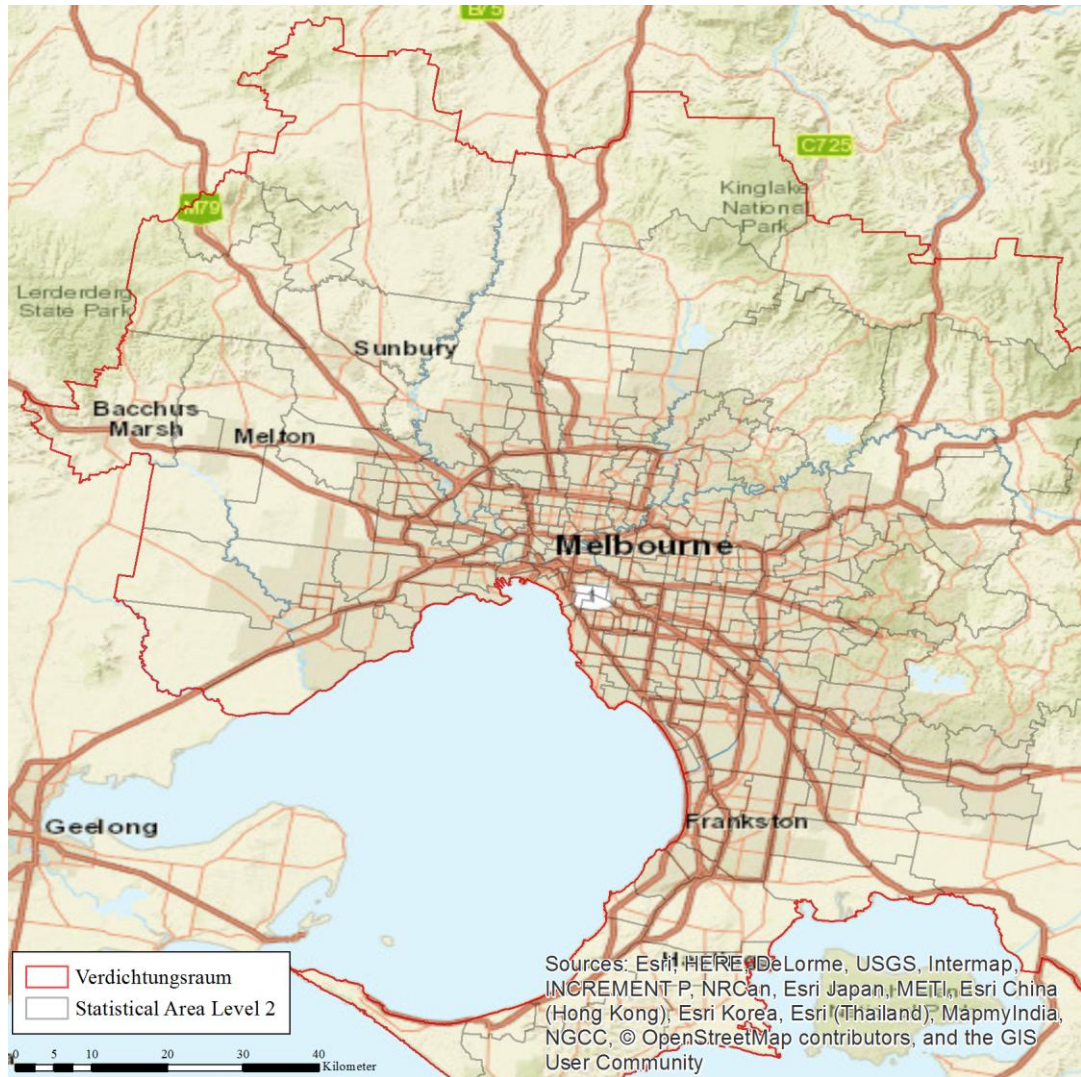 B75
C725
Kinglake
National
Park
M79
Lerderderg
State Park
Sunbury
Bacchus
Marsh
Melton
Melbourne
Geelong
Frankston
Verdichtungsraum
Statistical Area Level 2
0 5 10 20 30 40
Kilometer
Sources: Esri, HERE, DeLorme, USGS, Intermap,
INCREMENT P, NRCan, Esri Japan, METI, Esri China
(Hong Kong), Esri Korea, Esri (Thailand), MapmyIndia,
NGCC, © OpenStreetMap contributors, and the GIS
User Community